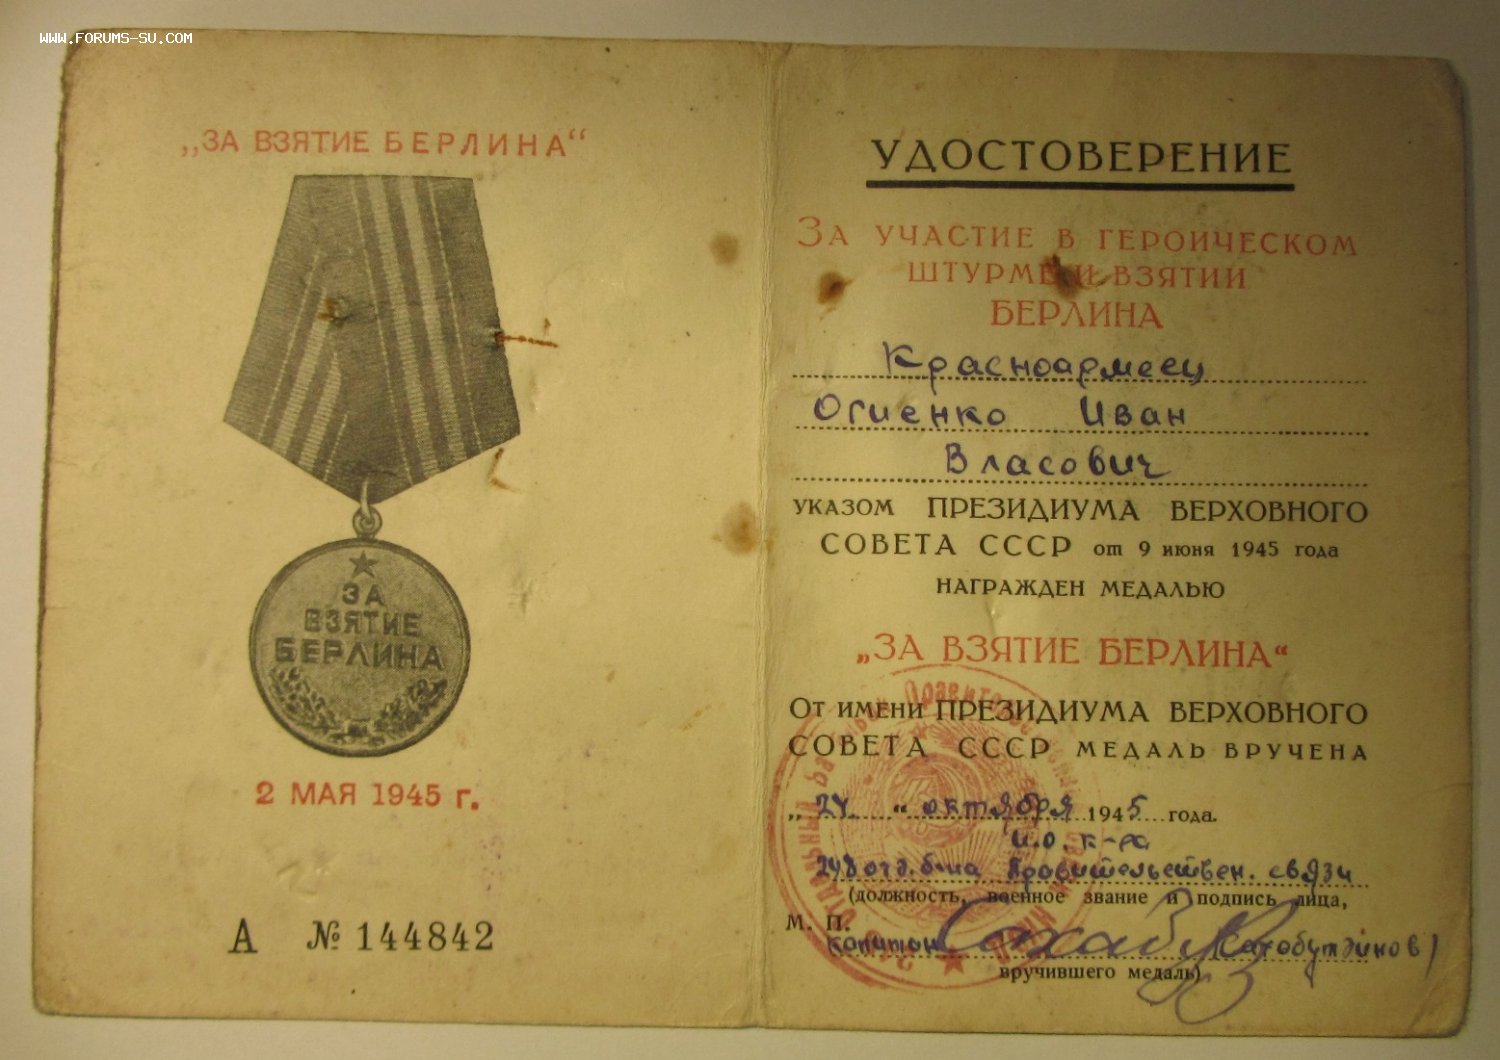 WWW.FORUMS-SU.COM
„ЗА ВЗЯТИЕ БЕРЛИНА“
ЗА
ВЗЯТИЕ
БЕРЛИНА
2 МАЯ 1945 г.
А № 144842
УДОСТОВЕРЕНИЕ
ЗА УЧАСТИЕ В ГЕРОИЧЕСКОМ
ШТУРМЕ И ВЗЯТИИ
БЕРЛИНА
Красноармеец
Огиенко Иван
Власович
УКАЗОМ ПРЕЗИДИУМА ВЕРХОВНОГО
СОВЕТА СССР от 9 июня 1945 года
НАГРАЖДЕН МЕДАЛЬЮ
„ЗА ВЗЯТИЕ БЕРЛИНА“
ОТ ИМЕНИ ПРЕЗИДИУМА ВЕРХОВНОГО
СОВЕТА СССР МЕДАЛЬ ВРУЧЕНА
„24“ октября 1945 года.
И.О. к-ра
248 отд. б-на Правительствен. связи
(должность, военное звание и подпись лица,
М. П.
капитан (Сахабутдинов)
вручившего медаль)